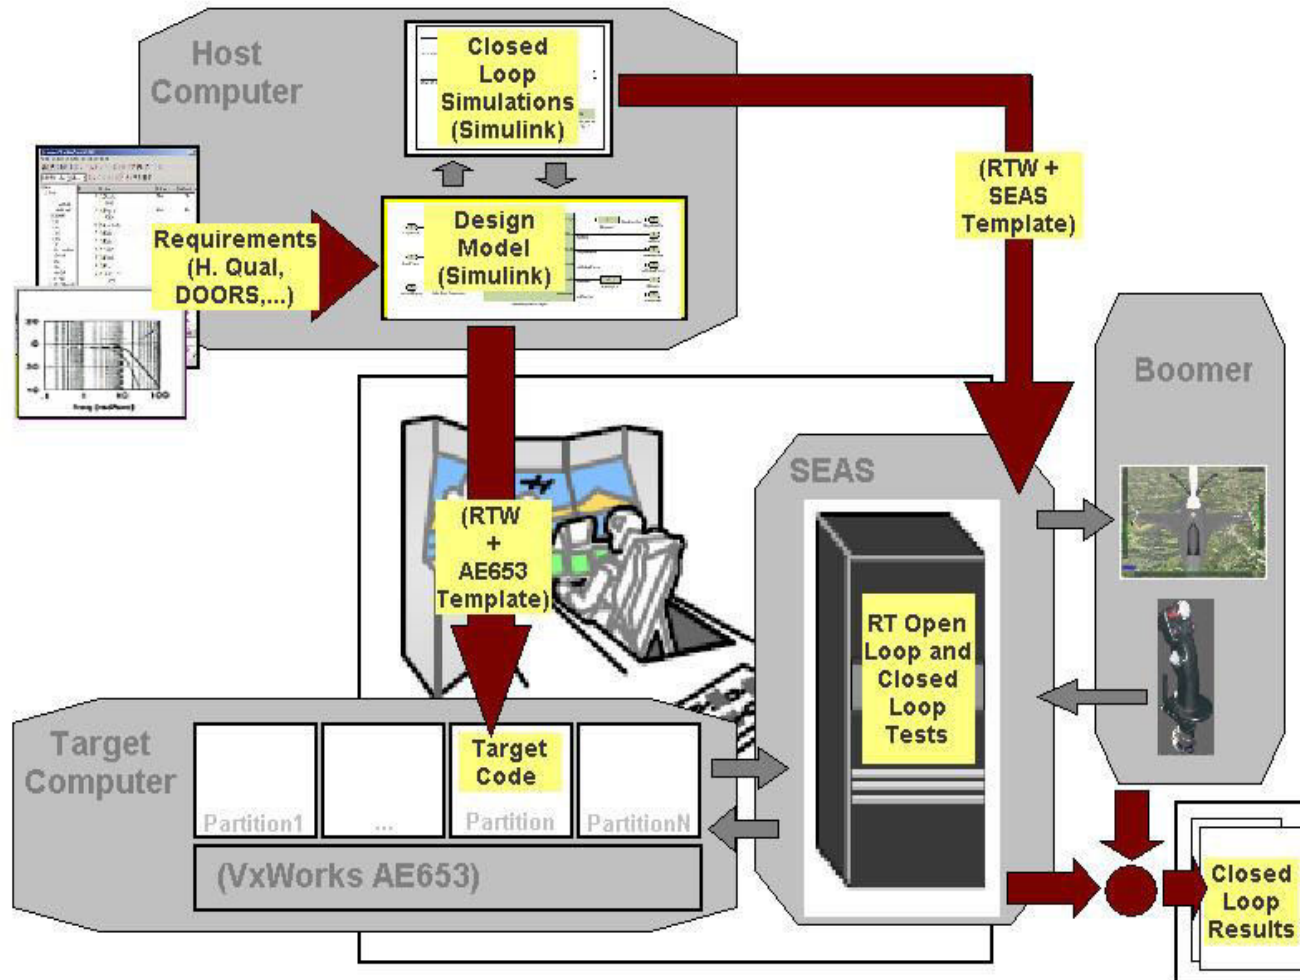 Host
Computer
Closed
Loop
Simulations
(Simulink)
(RTW +
SEAS
Template)
Requirements
(H. Qual,
DOORS,...)
Design
Model
(Simulink)
Boomer
SEAS
(RTW
+
AE653
Template)
RT Open
Loop and
Closed
Loop
Tests
Target
Computer
Target
Code
Partition1
...
Partition
PartitionN
(VxWorks AE653)
Closed
Loop
Results